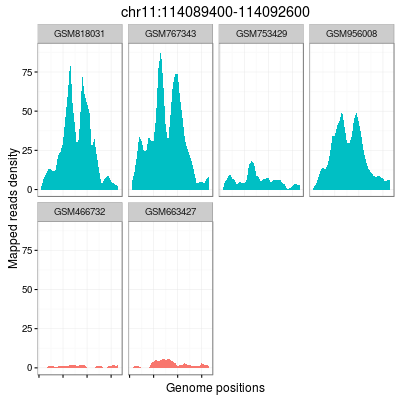 chr11:114089400-114092600
GSM818031 GSM767343 GSM753429 GSM956008
75
50
25
0
GSM466732 GSM663427
75
50
25
0
Mapped reads density
Genome positions